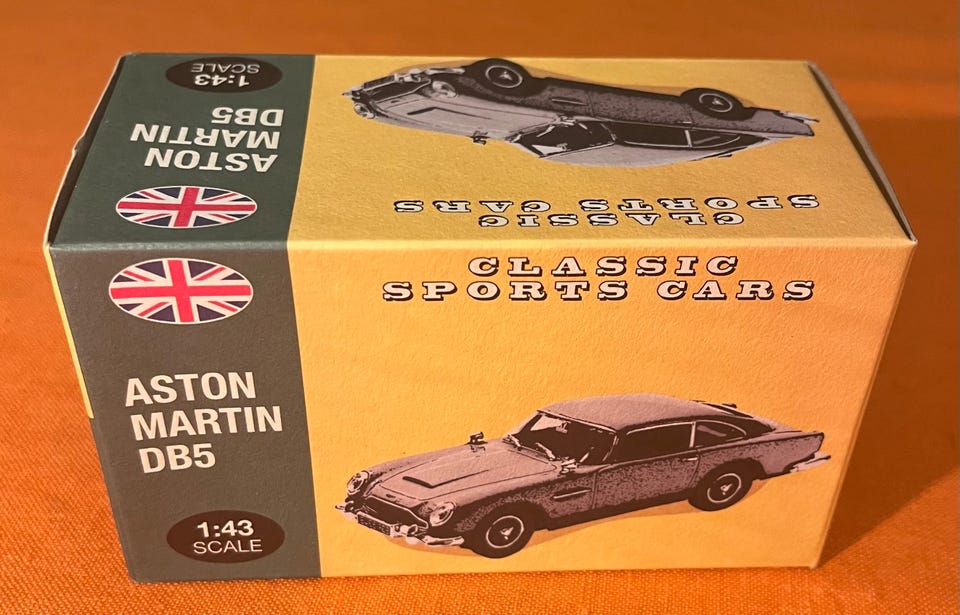 1:43
SCALE
ASTON
MARTIN
DB5
CLASSIC
SPORTS CARS
CLASSIC
SPORTS CARS
ASTON
MARTIN
DB5
1:43
SCALE